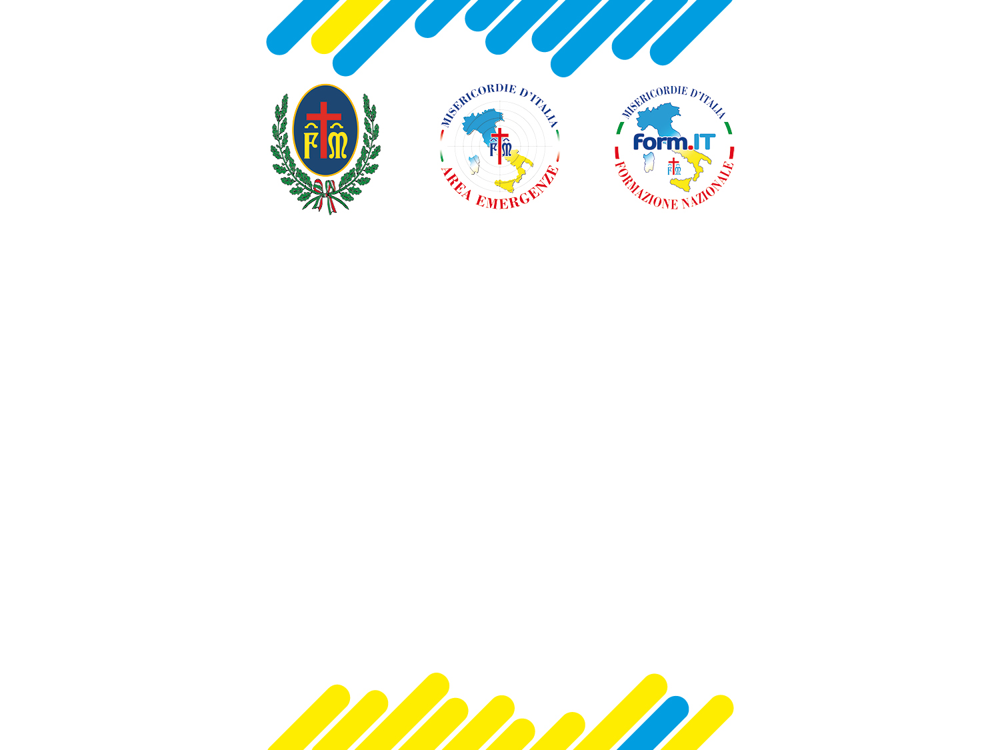 F M
MISERICORDIE D'ITALIA
F M
AREA EMERGENZE
MISERICORDIE D'ITALIA
form.IT
F M
FORMAZIONE NAZIONALE